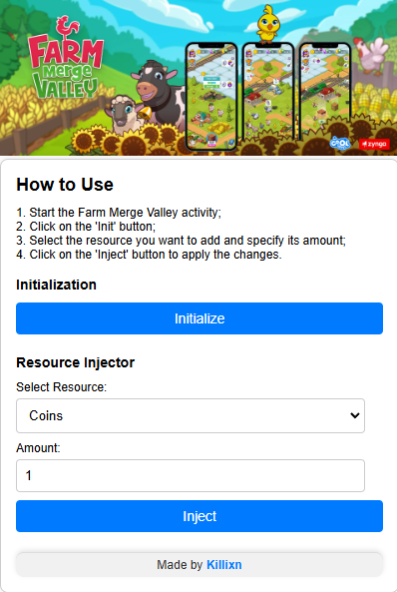 FARM
Merge
VALLEY
zynga
How to Use
1. Start the Farm Merge Valley activity;
2. Click on the 'Init' button;
3. Select the resource you want to add and specify its amount;
4. Click on the 'Inject' button to apply the changes.
Initialization
Initialize
Resource Injector
Select Resource:
Coins
Amount:
1
Inject
Made by Killixn